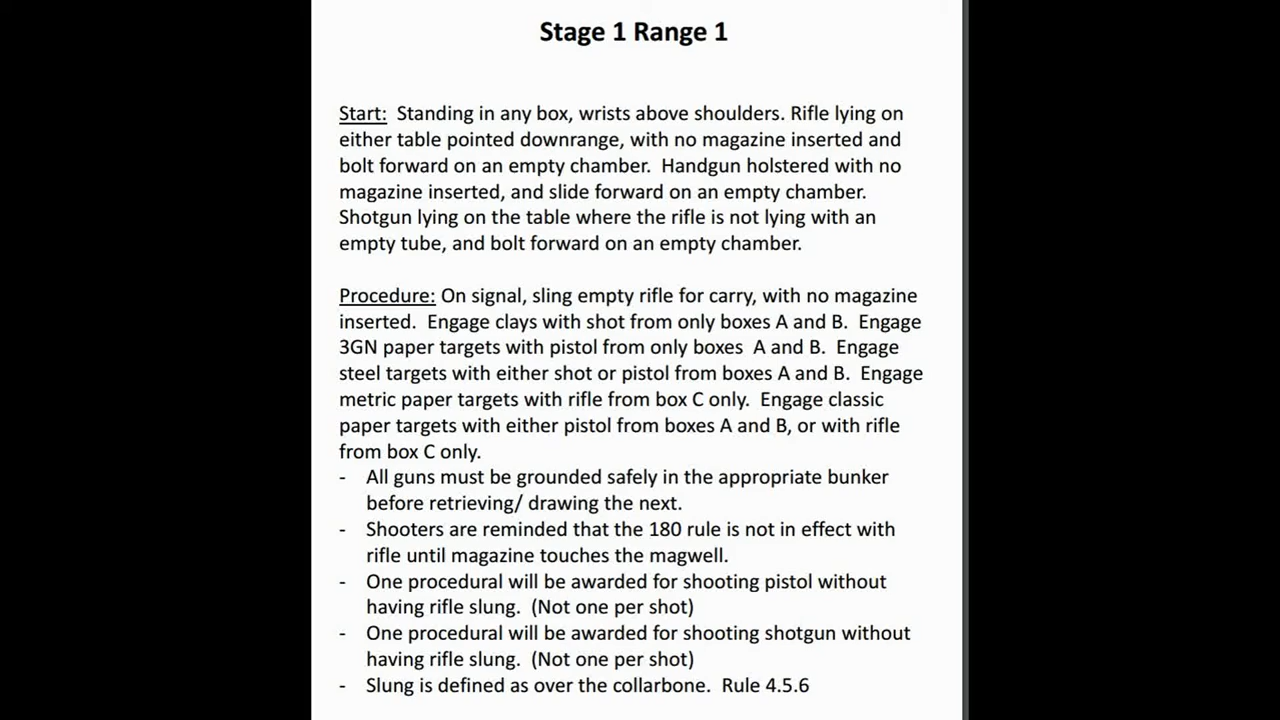 Stage 1 Range 1
Start:  Standing in any box, wrists above shoulders. Rifle lying on
either table pointed downrange, with no magazine inserted and
bolt forward on an empty chamber.  Handgun holstered with no
magazine inserted, and slide forward on an empty chamber.
Shotgun lying on the table where the rifle is not lying with an
empty tube, and bolt forward on an empty chamber.
Procedure: On signal, sling empty rifle for carry, with no magazine
inserted.  Engage clays with shot from only boxes A and B.  Engage
3GN paper targets with pistol from only boxes  A and B.  Engage
steel targets with either shot or pistol from boxes A and B.  Engage
metric paper targets with rifle from box C only.  Engage classic
paper targets with either pistol from boxes A and B, or with rifle
from box C only.
- All guns must be grounded safely in the appropriate bunker
before retrieving/ drawing the next.
- Shooters are reminded that the 180 rule is not in effect with
rifle until magazine touches the magwell.
- One procedural will be awarded for shooting pistol without
having rifle slung.  (Not one per shot)
- One procedural will be awarded for shooting shotgun without
having rifle slung.  (Not one per shot)
- Slung is defined as over the collarbone.  Rule 4.5.6